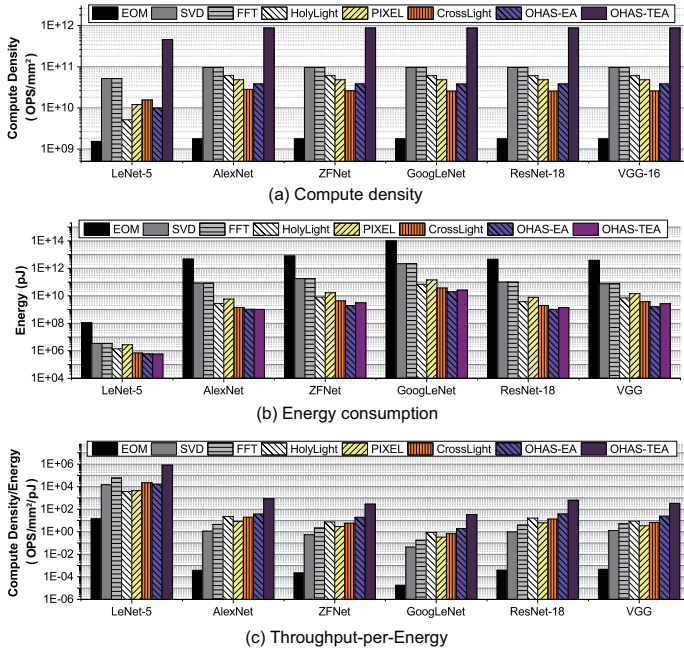 EOM SVD FFT HolyLight PIXEL CrossLight OHAS-EA OHAS-TEA
Compute Density
(OPS/mm²)
1E+12
1E+11
1E+10
1E+09
LeNet-5 AlexNet ZFNet GoogLeNet ResNet-18 VGG-16
(a) Compute density
EOM SVD FFT HolyLight PIXEL CrossLight OHAS-EA OHAS-TEA
Energy (pJ)
1E+14
1E+12
1E+10
1E+08
1E+06
1E+04
LeNet-5 AlexNet ZFNet GoogLeNet ResNet-18 VGG
(b) Energy consumption
EOM SVD FFT HolyLight PIXEL CrossLight OHAS-EA OHAS-TEA
Compute Density/Energy
(OPS/mm²/pJ)
1E+06
1E+04
1E+02
1E+00
1E-02
1E-04
1E-06
LeNet-5 AlexNet ZFNet GoogLeNet ResNet-18 VGG
(c) Throughput-per-Energy